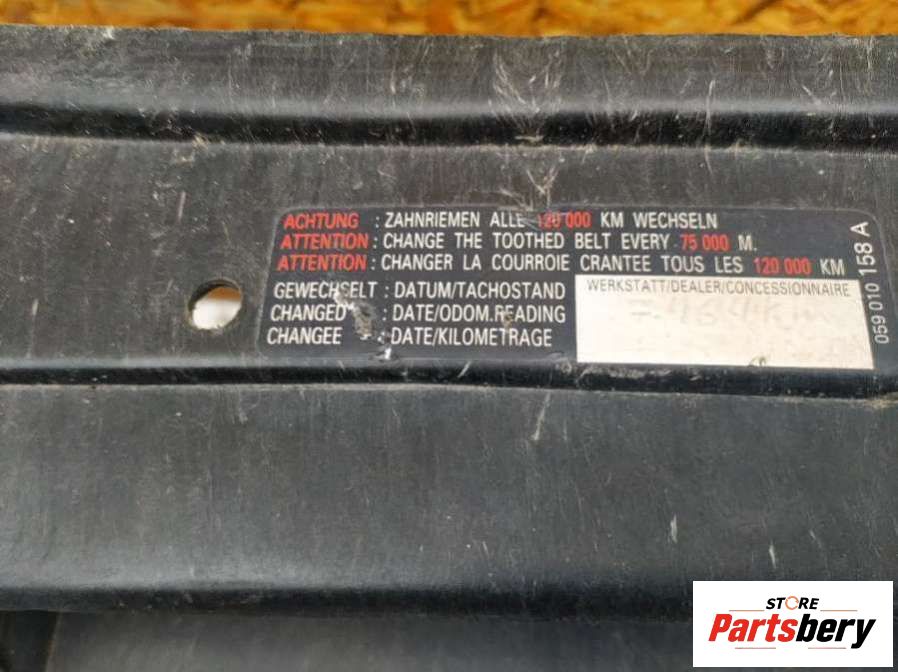 ACHTUNG : ZAHNRIEMEN ALLE 120 000 KM WECHSELN
ATTENTION : CHANGE THE TOOTHED BELT EVERY 75 000 M.
ATTENTION : CHANGER LA COURROIE CRANTEE TOUS LES 120 000 KM
GEWECHSELT : DATUM/TACHOSTAND
CHANGED : DATE/ODOM.READING
CHANGEE : DATE/KILOMETRAGE
WERKSTATT/DEALER/CONCESSIONNAIRE
059 010 158 A
STORE
Partsbery